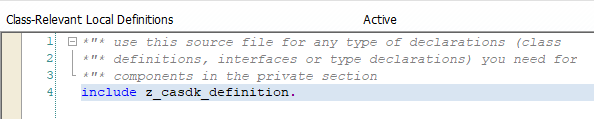 Class-Relevant Local Definitions Active
1 *"* use this source file for any type of declarations (class
2 *"* definitions, interfaces or type declarations) you need for
3 *"* components in the private section
4 include z_casdk_definition.